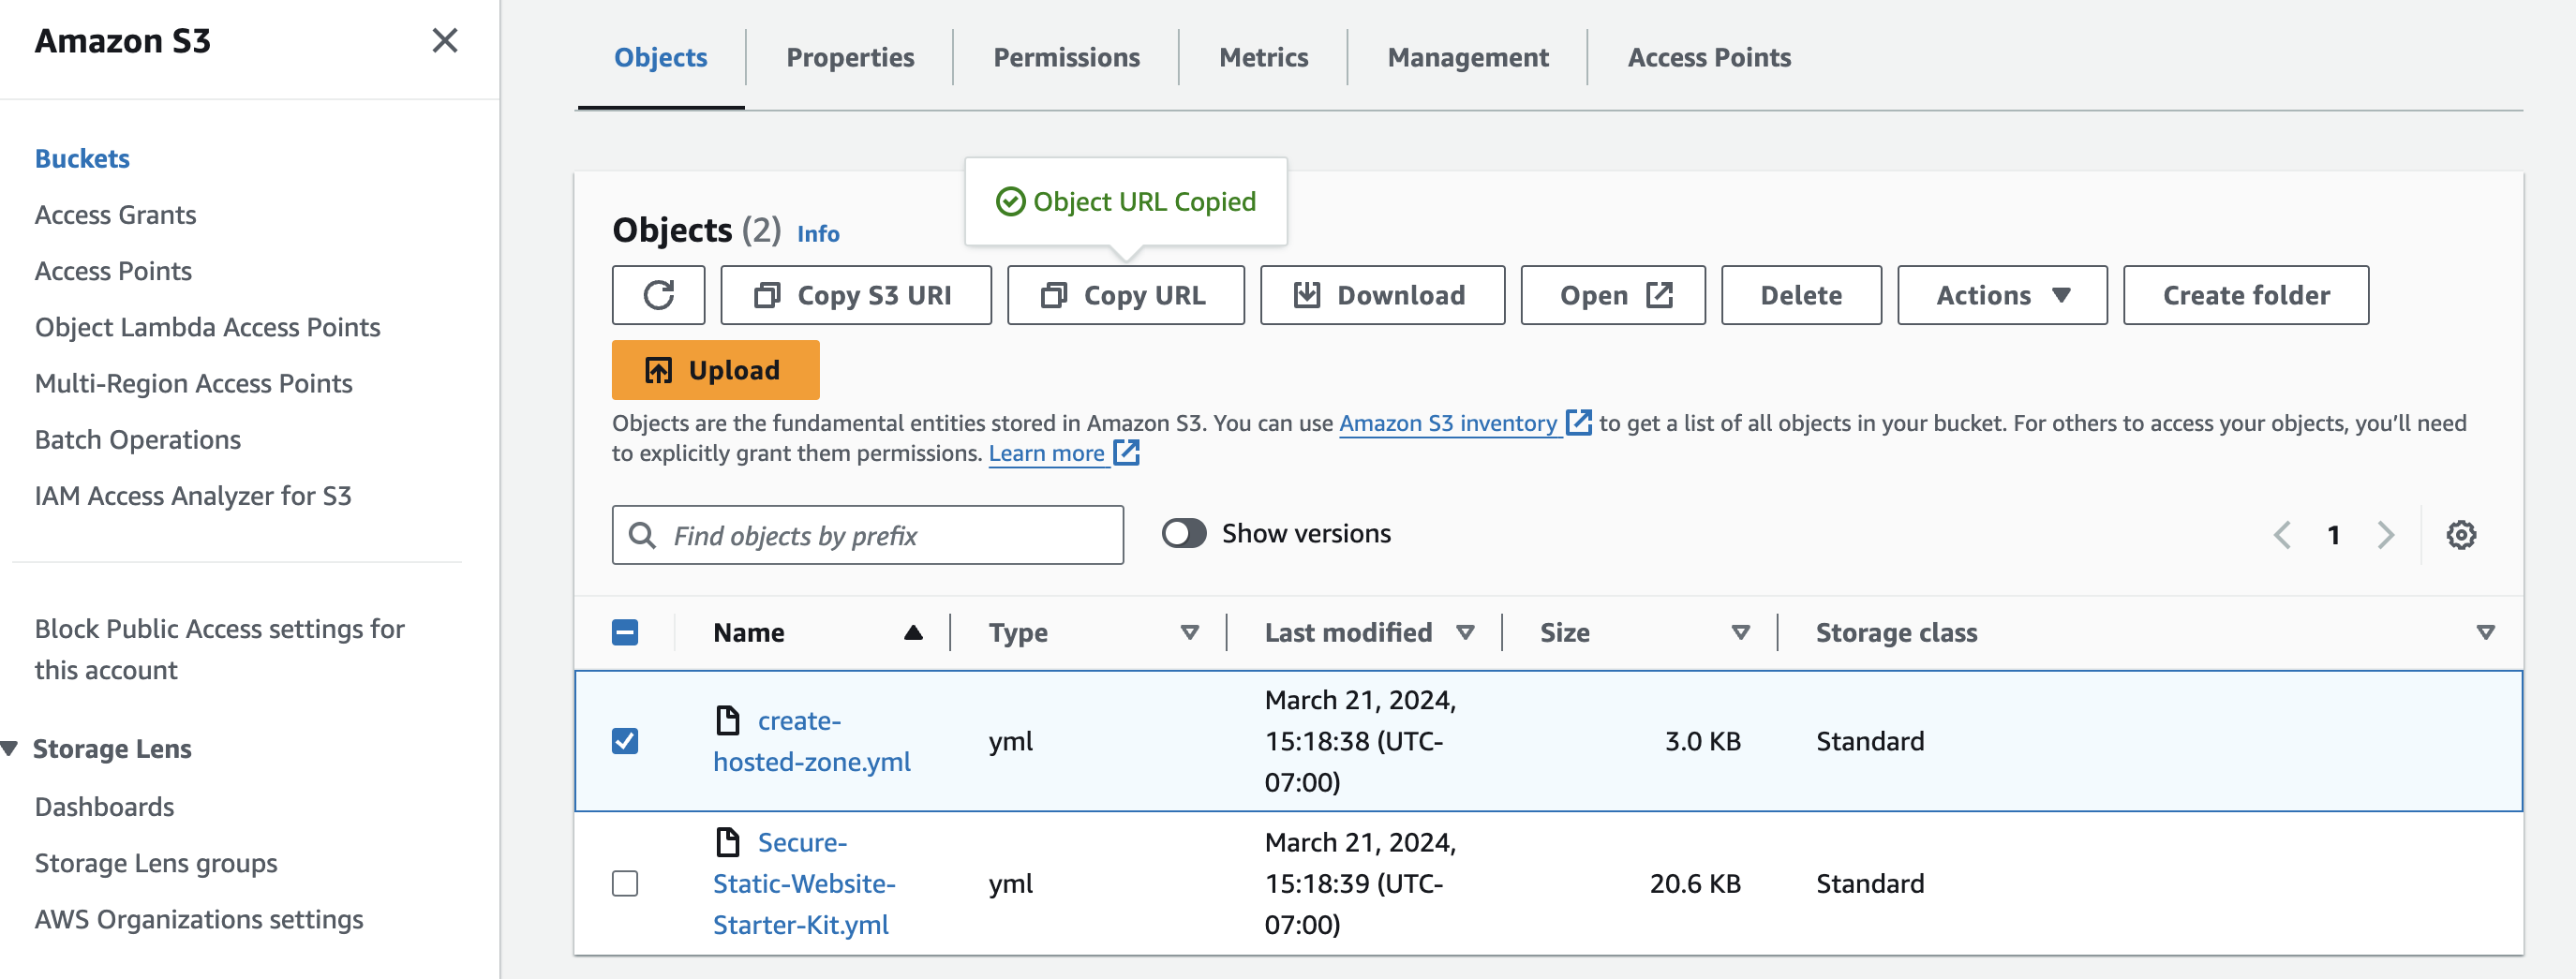 Amazon S3
Buckets
Access Grants
Access Points
Object Lambda Access Points
Multi-Region Access Points
Batch Operations
IAM Access Analyzer for S3
Block Public Access settings for
this account
Storage Lens
Dashboards
Storage Lens groups
AWS Organizations settings
Objects Properties Permissions Metrics Management Access Points
Object URL Copied
Objects (2) Info
Copy S3 URI Copy URL Download Open Delete Actions Create folder
Upload
Objects are the fundamental entities stored in Amazon S3. You can use Amazon S3 inventory to get a list of all objects in your bucket. For others to access your objects, you’ll need
to explicitly grant them permissions. Learn more
Find objects by prefix Show versions 1
Name Type Last modified Size Storage class
create-
hosted-zone.yml
yml
March 21, 2024,
15:18:38 (UTC-
07:00)
3.0 KB
Standard
Secure-
Static-Website-
Starter-Kit.yml
yml
March 21, 2024,
15:18:39 (UTC-
07:00)
20.6 KB
Standard